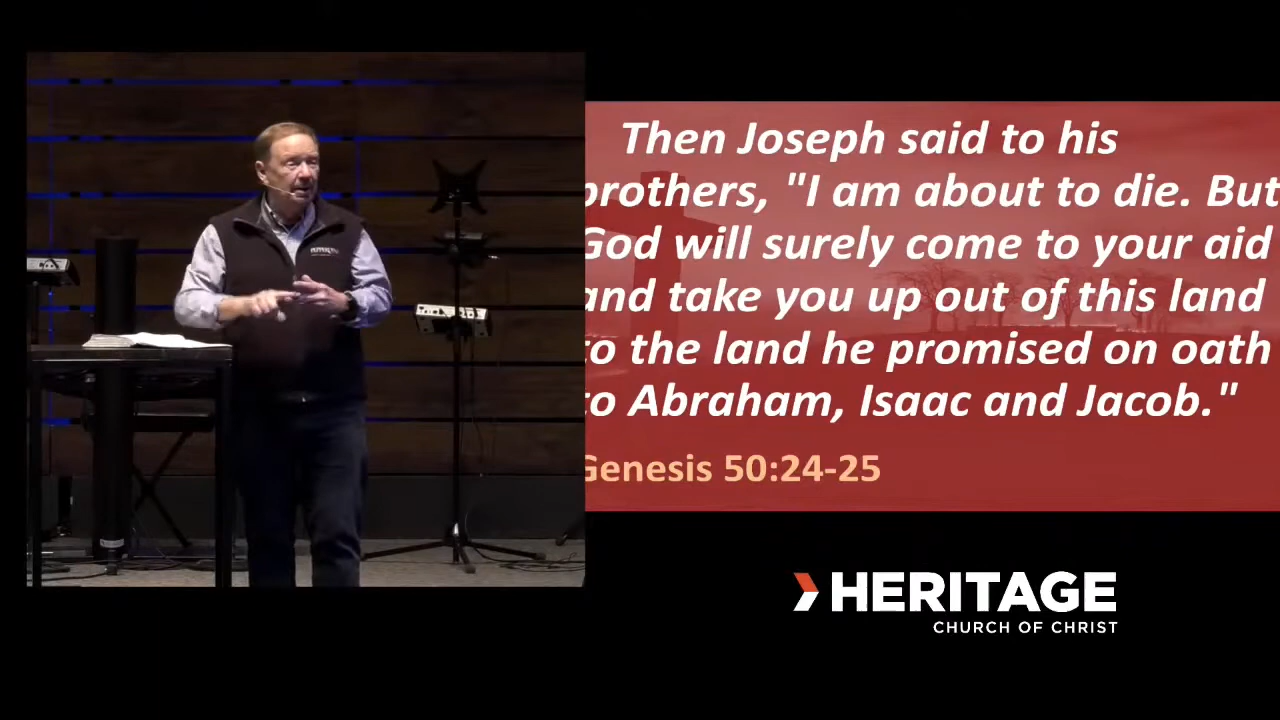 Then Joseph said to his
brothers, "I am about to die. But
God will surely come to your aid
and take you up out of this land
to the land he promised on oath
to Abraham, Isaac and Jacob."
Genesis 50:24-25
HERITAGE
CHURCH OF CHRIST